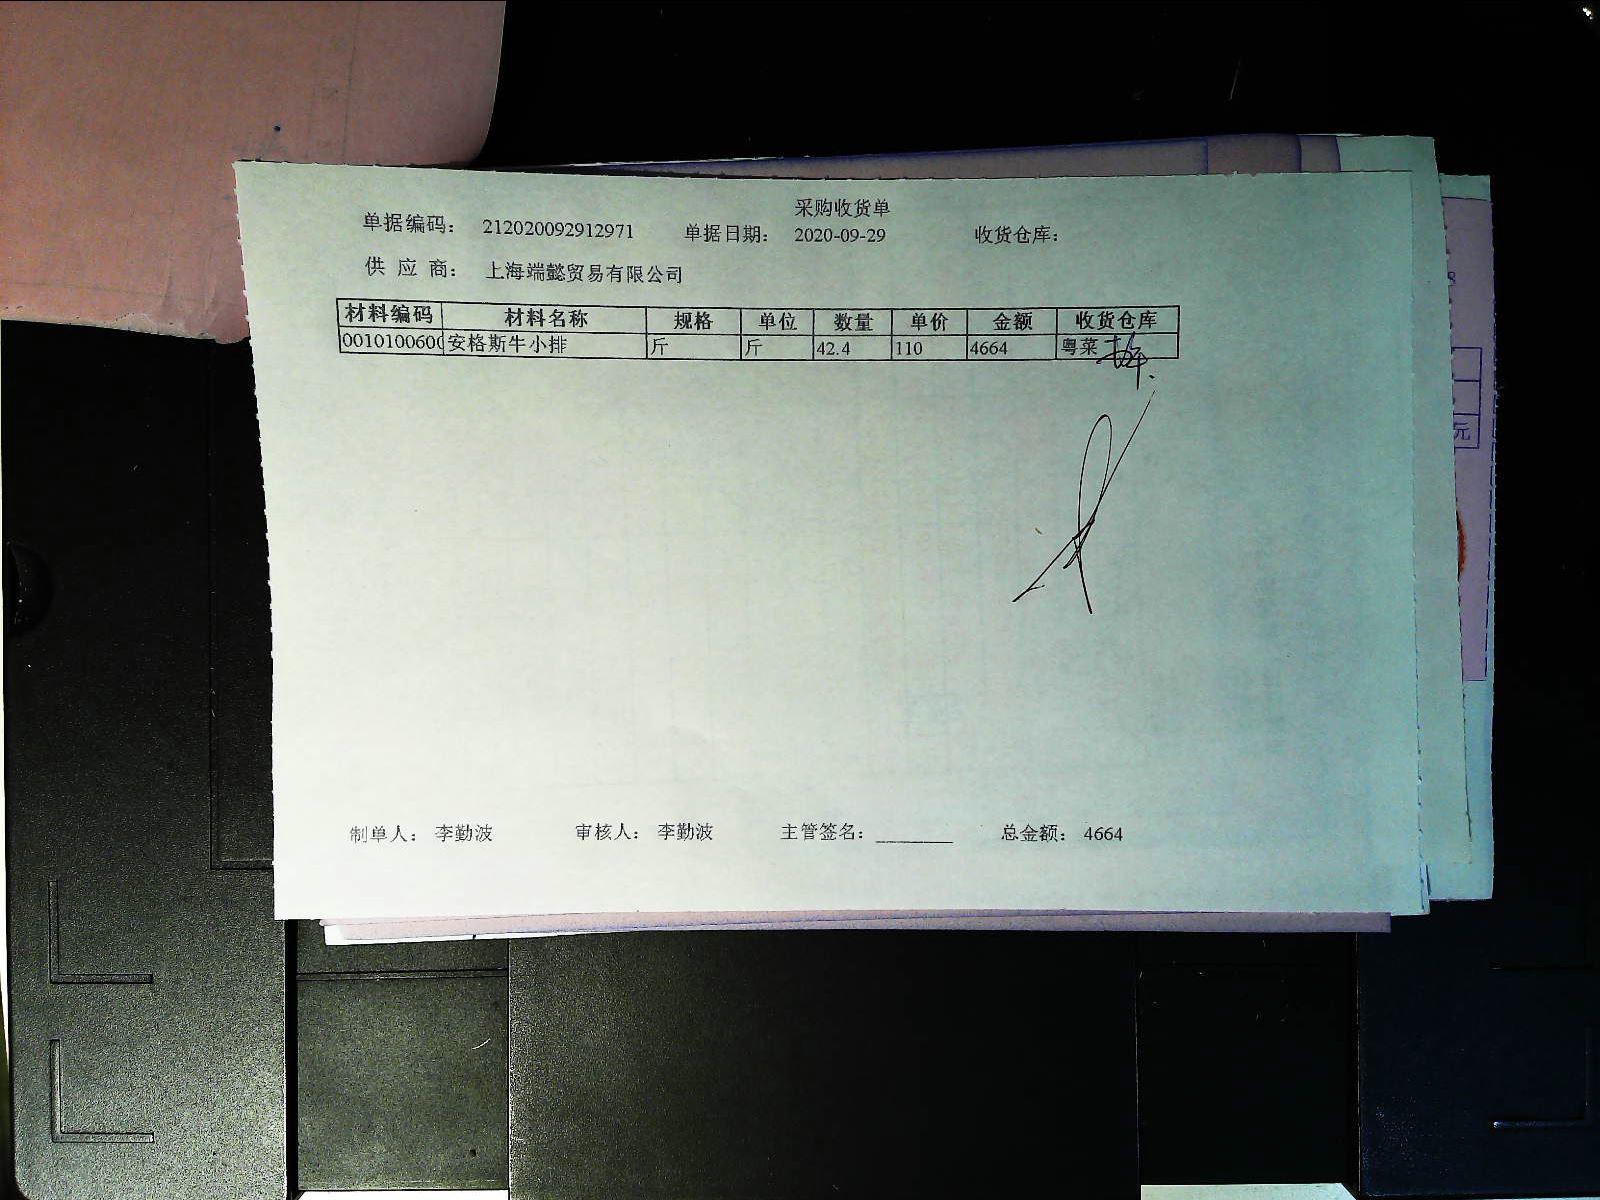 采购收货单
单据编码： 212020092912971 单据日期： 2020-09-29 收货仓库：
供 应 商： 上海端懿贸易有限公司
材料编码 材料名称 规格 单位 数量 单价 金额 收货仓库
001010060 安格斯牛小排 斤 斤 42.4 110 4664 粤菜
制单人： 李勤波 审核人： 李勤波 主管签名： 总金额： 4664
8
元